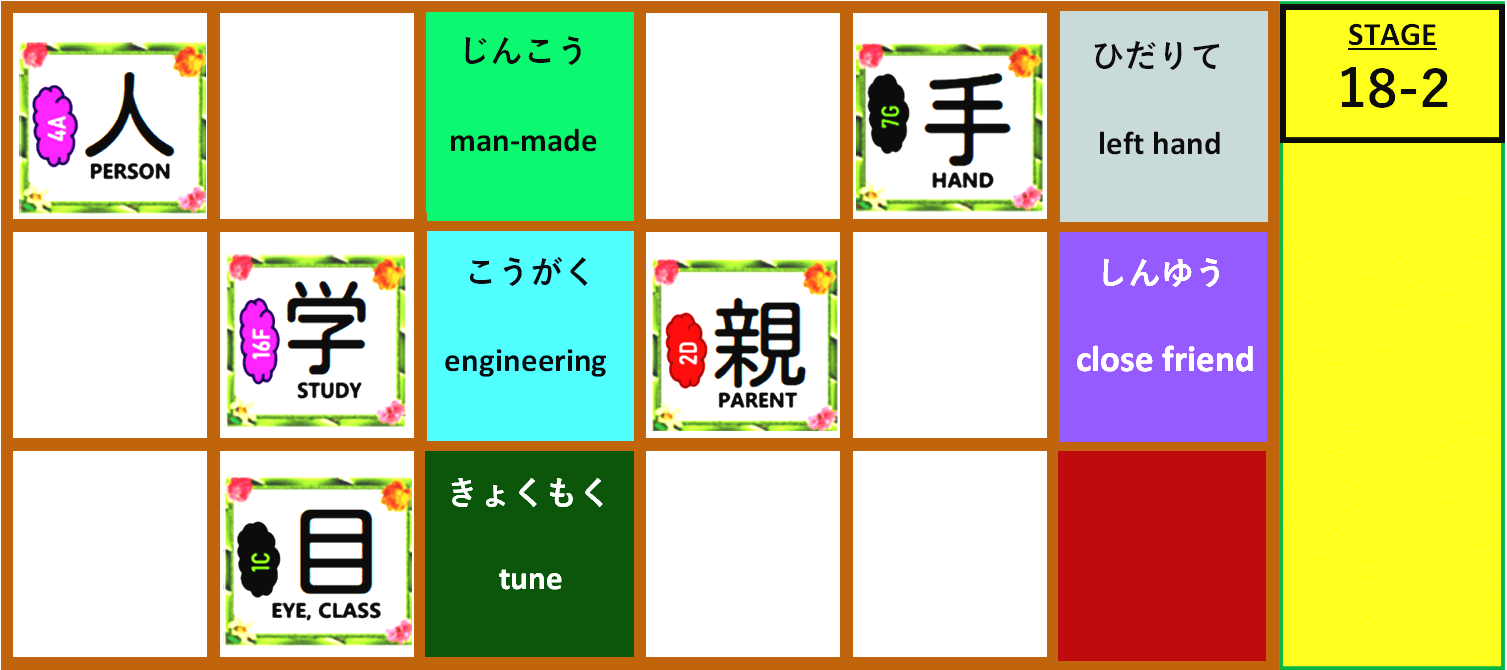 4A
人
PERSON
じんこう
man-made
7G
手
HAND
ひだりて
left hand
STAGE
18-2
16F
学
STUDY
こうがく
engineering
2D
親
PARENT
しんゆう
close friend
1C
目
EYE, CLASS
きょくもく
tune